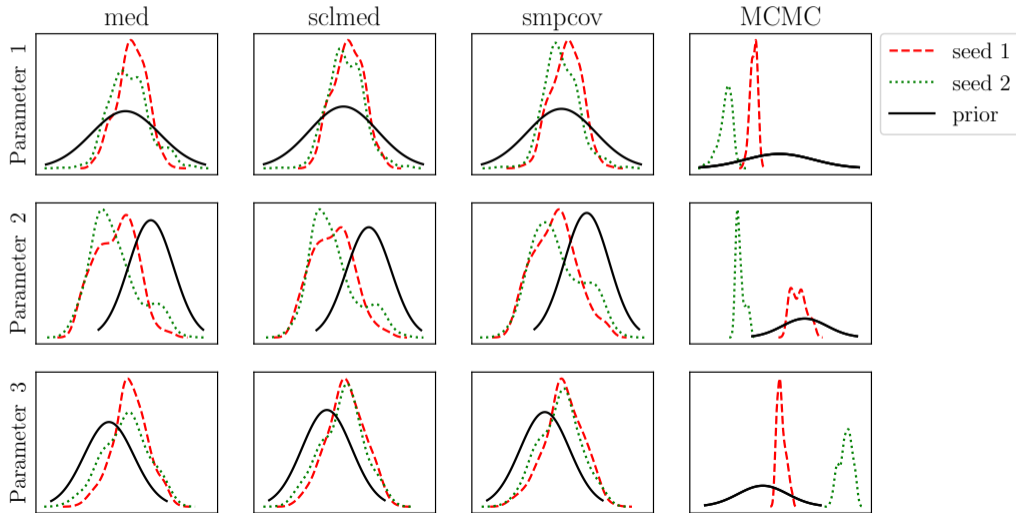 med
sclmed
smpcov
MCMC
Parameter 1
seed 1
seed 2
prior
Parameter 2
Parameter 3